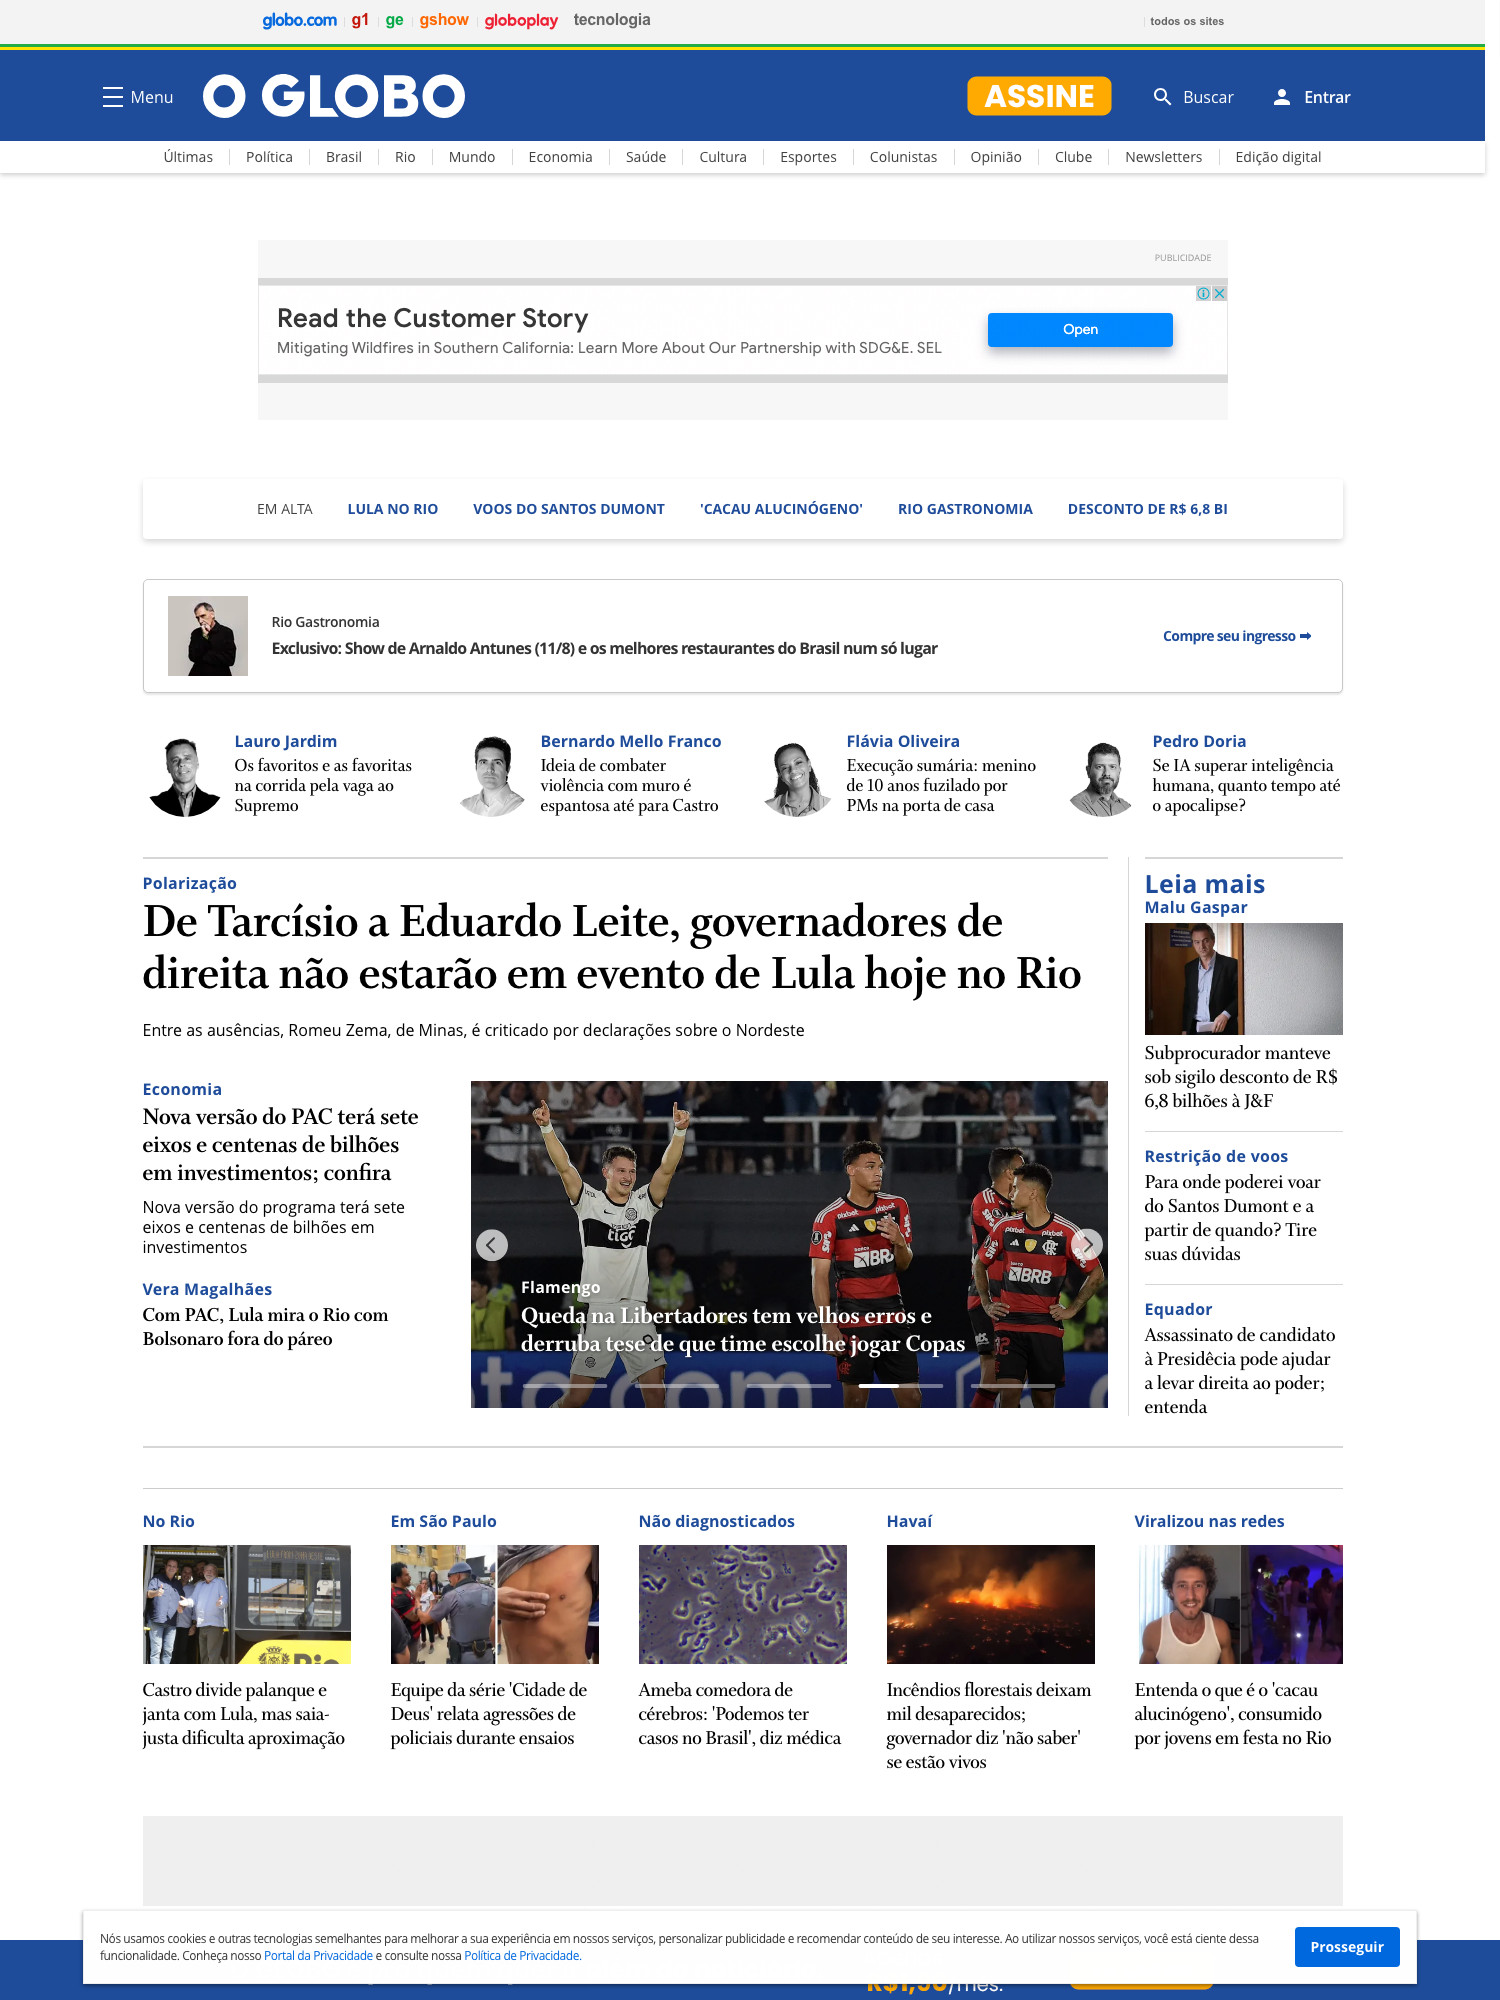 globo.com
g1
ge
gshow
globoplay
tecnologia
todos os sites
Menu
O GLOBO
ASSINE
Buscar
Entrar
Últimas
Política
Brasil
Rio
Mundo
Economia
Saúde
Cultura
Esportes
Colunistas
Opinião
Clube
Newsletters
Edição digital
PUBLICIDADE
Read the Customer Story
Mitigating Wildfires in Southern California: Learn More About Our Partnership with SDG&E. SEL
Open
EM ALTA
LULA NO RIO
VOOS DO SANTOS DUMONT
'CACAU ALUCINÓGENO'
RIO GASTRONOMIA
DESCONTO DE R$ 6,8 BI
Rio Gastronomia
Exclusivo: Show de Arnaldo Antunes (11/8) e os melhores restaurantes do Brasil num só lugar
Compre seu ingresso ➡
Lauro Jardim
Os favoritos e as favoritas
na corrida pela vaga ao
Supremo
Bernardo Mello Franco
Ideia de combater
violência com muro é
espantosa até para Castro
Flávia Oliveira
Execução sumária: menino
de 10 anos fuzilado por
PMs na porta de casa
Pedro Doria
Se IA superar inteligência
humana, quanto tempo até
o apocalipse?
Polarização
De Tarcísio a Eduardo Leite, governadores de
direita não estarão em evento de Lula hoje no Rio
Entre as ausências, Romeu Zema, de Minas, é criticado por declarações sobre o Nordeste
Economia
Nova versão do PAC terá sete
eixos e centenas de bilhões
em investimentos; confira
Nova versão do programa terá sete
eixos e centenas de bilhões em
investimentos
Vera Magalhães
Com PAC, Lula mira o Rio com
Bolsonaro fora do páreo
tiGO
pixbet
BRB
pixbet
pixbet
BRB
Flamengo
Queda na Libertadores tem velhos erros e
derruba tese de que time escolhe jogar Copas
Leia mais
Malu Gaspar
Subprocurador manteve
sob sigilo desconto de R$
6,8 bilhões à J&F
Restrição de voos
Para onde poderei voar
do Santos Dumont e a
partir de quando? Tire
suas dúvidas
Equador
Assassinato de candidato
à Presidêcia pode ajudar
a levar direita ao poder;
entenda
No Rio
Rio
Castro divide palanque e
janta com Lula, mas saia-
justa dificulta aproximação
Em São Paulo
Equipe da série 'Cidade de
Deus' relata agressões de
policiais durante ensaios
Não diagnosticados
Ameba comedora de
cérebros: 'Podemos ter
casos no Brasil', diz médica
Havaí
Incêndios florestais deixam
mil desaparecidos;
governador diz 'não saber'
se estão vivos
Viralizou nas redes
Entenda o que é o 'cacau
alucinógeno', consumido
por jovens em festa no Rio
Nós usamos cookies e outras tecnologias semelhantes para melhorar a sua experiência em nossos serviços, personalizar publicidade e recomendar conteúdo de seu interesse. Ao utilizar nossos serviços, você está ciente dessa
funcionalidade. Conheça nosso Portal da Privacidade e consulte nossa Política de Privacidade.
Prosseguir